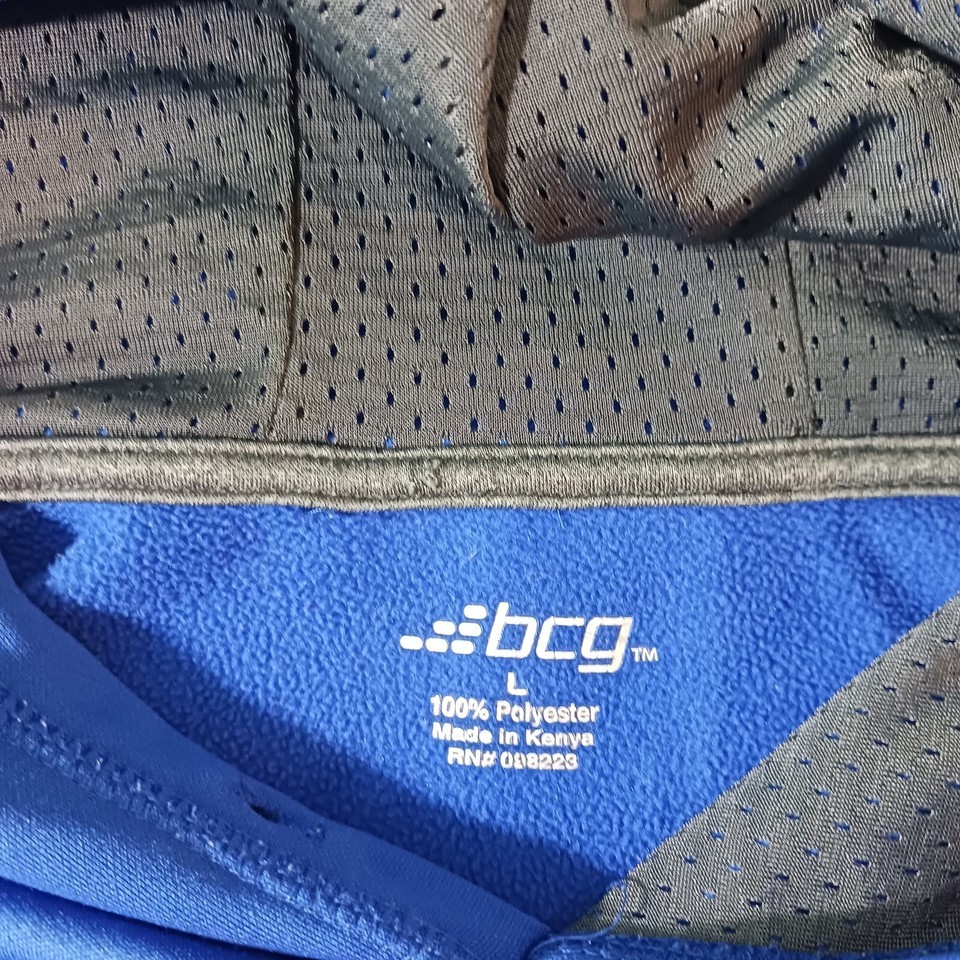 bcg™
L
100% Polyester
Made in Kenya
RN# 098223